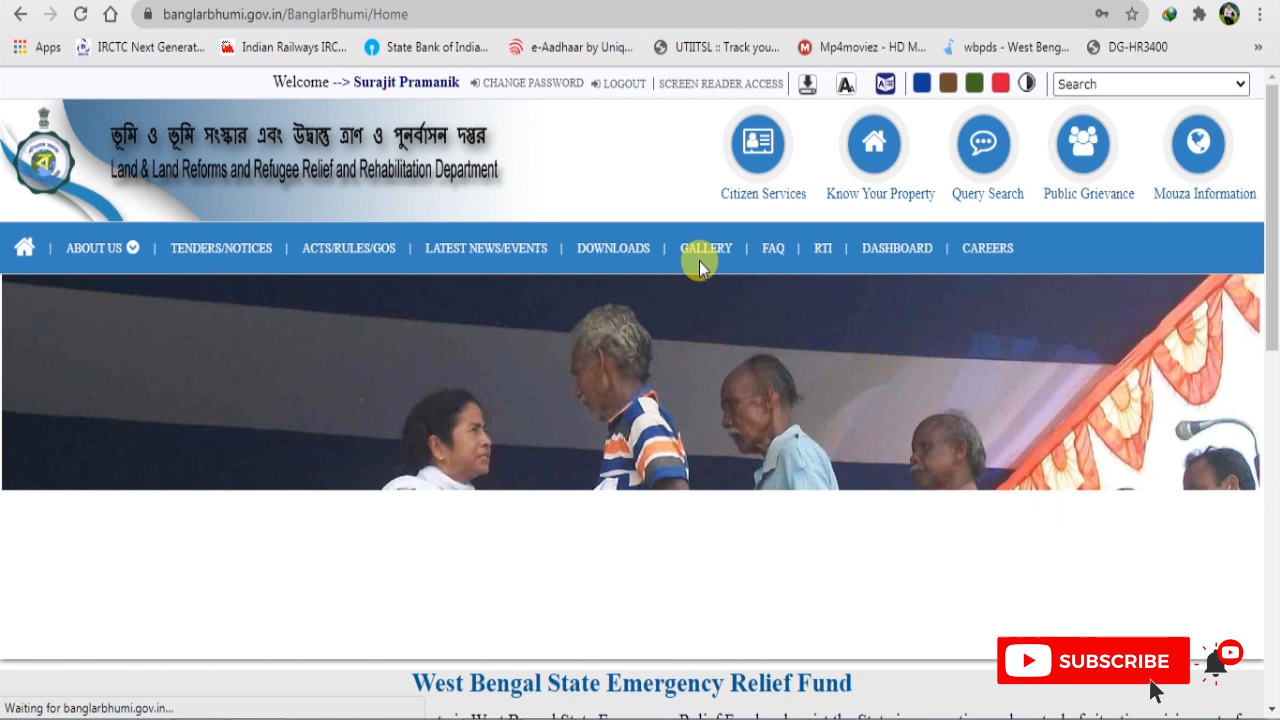 banglarbhumi.gov.in/BanglarBhumi/Home
Apps IRCTC Next Generat... Indian Railways IRC... State Bank of India... e-Aadhaar by Uniq... UTIITSL :: Track you... Mp4moviez - HD M... wbpds - West Beng... DG-HR3400 »
Welcome --> Surajit Pramanik CHANGE PASSWORD LOGOUT | SCREEN READER ACCESS Search
ভূমি ও ভূমি সংস্কার এবং উদ্বাস্তু ত্রাণ ও পুনর্বাসন দপ্তর
Land & Land Reforms and Refugee Relief and Rehabilitation Department
Citizen Services Know Your Property Query Search Public Grievance Mouza Information
ABOUT US | TENDERS/NOTICES | ACTS/RULES/GOS | LATEST NEWS/EVENTS | DOWNLOADS | GALLERY | FAQ | RTI | DASHBOARD | CAREERS
SUBSCRIBE
West Bengal State Emergency Relief Fund
Waiting for banglarbhumi.gov.in...